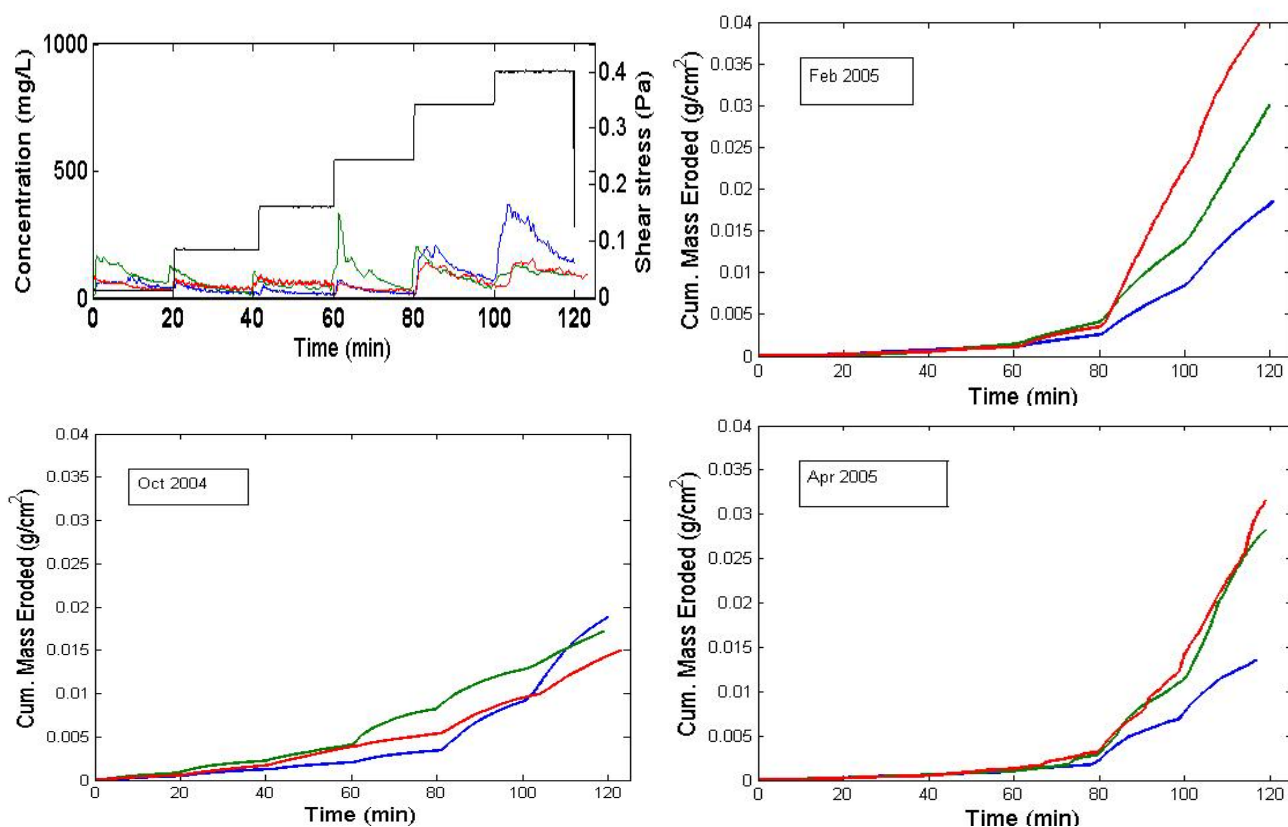 1000
500
0
Concentration (mg/L)
0.4
0.3
0.2
0.1
0
Shear stress (Pa)
0 20 40 60 80 100 120
Time (min)
0.04
0.035
0.03
0.025
0.02
0.015
0.01
0.005
0
Cum. Mass Eroded (g/cm²)
Feb 2005
0 20 40 60 80 100 120
Time (min)
0.04
0.035
0.03
0.025
0.02
0.015
0.01
0.005
0
Cum. Mass Eroded (g/cm²)
Oct 2004
0 20 40 60 80 100 120
Time (min)
0.04
0.035
0.03
0.025
0.02
0.015
0.01
0.005
0
Cum. Mass Eroded (g/cm²)
Apr 2005
0 20 40 60 80 100 120
Time (min)